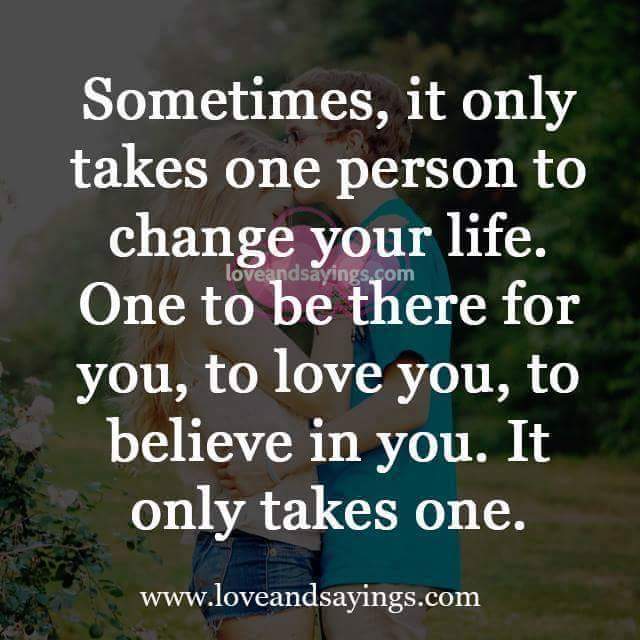 Sometimes, it only
takes one person to
change your life.
loveandsayings.com
One to be there for
you, to love you, to
believe in you. It
only takes one.
www.loveandsayings.com